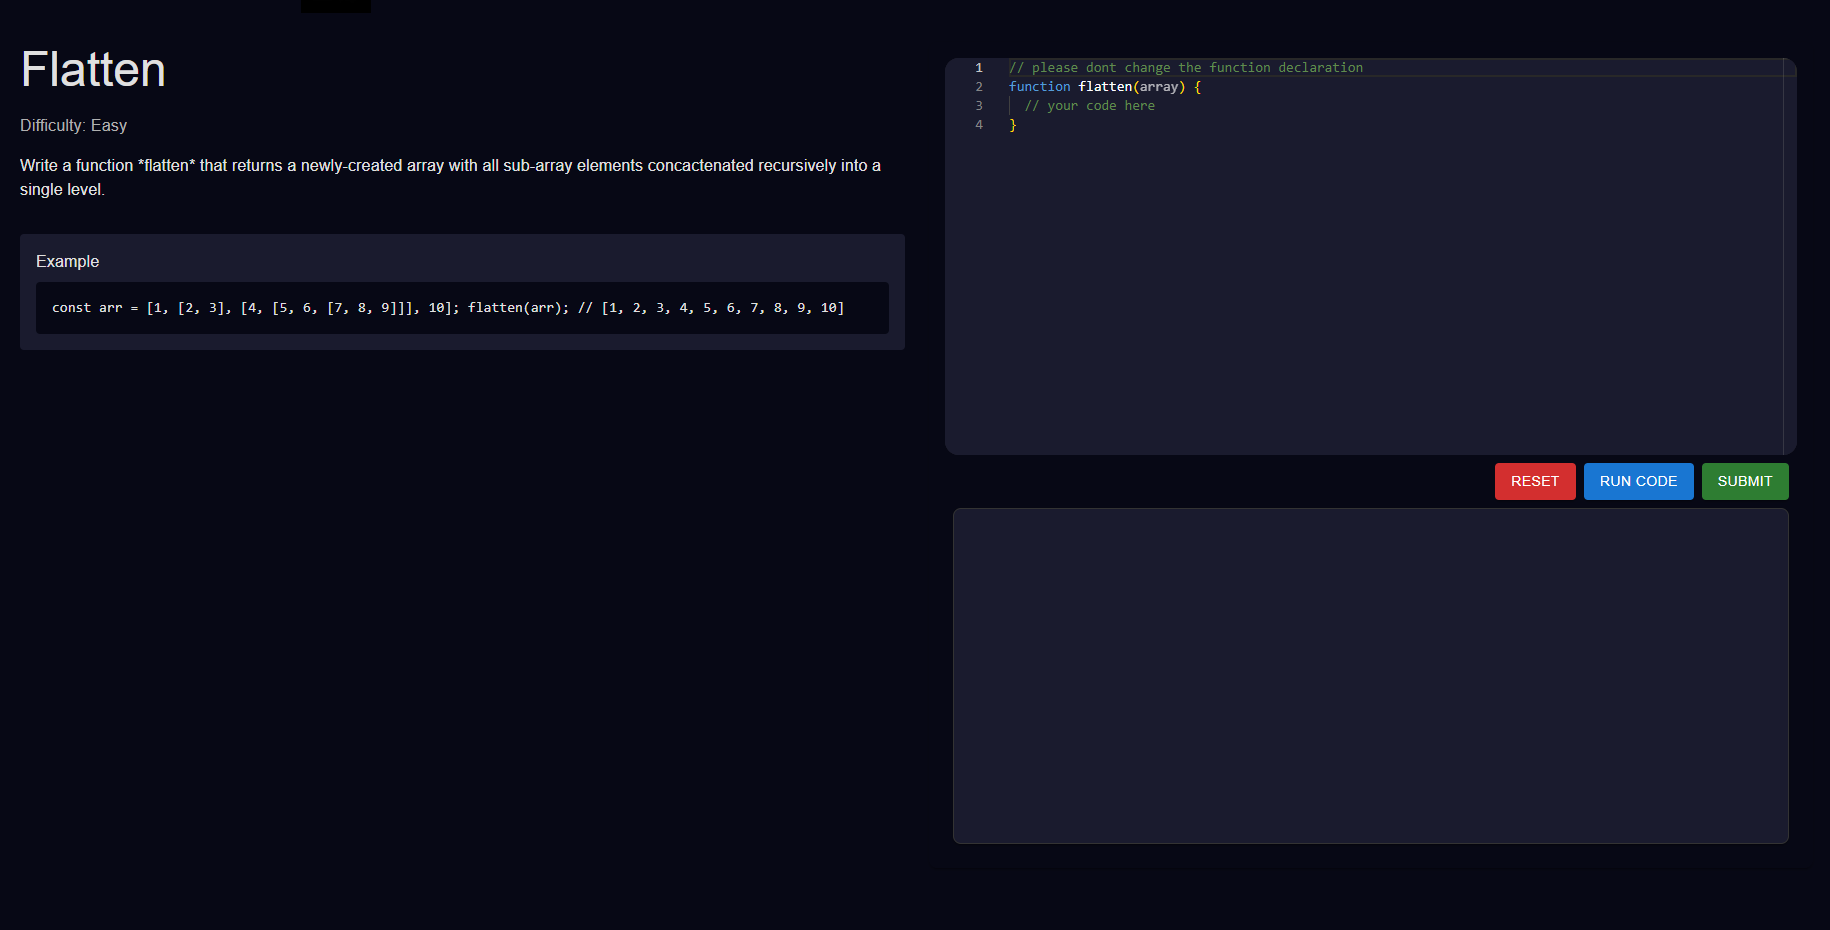 Flatten
Difficulty: Easy
Write a function *flatten* that returns a newly-created array with all sub-array elements concactenated recursively into a
single level.
Example
const arr = [1, [2, 3], [4, [5, 6, [7, 8, 9]]], 10]; flatten(arr); // [1, 2, 3, 4, 5, 6, 7, 8, 9, 10]
1 // please dont change the function declaration
2 function flatten(array) {
3 // your code here
4 }
RESET RUN CODE SUBMIT